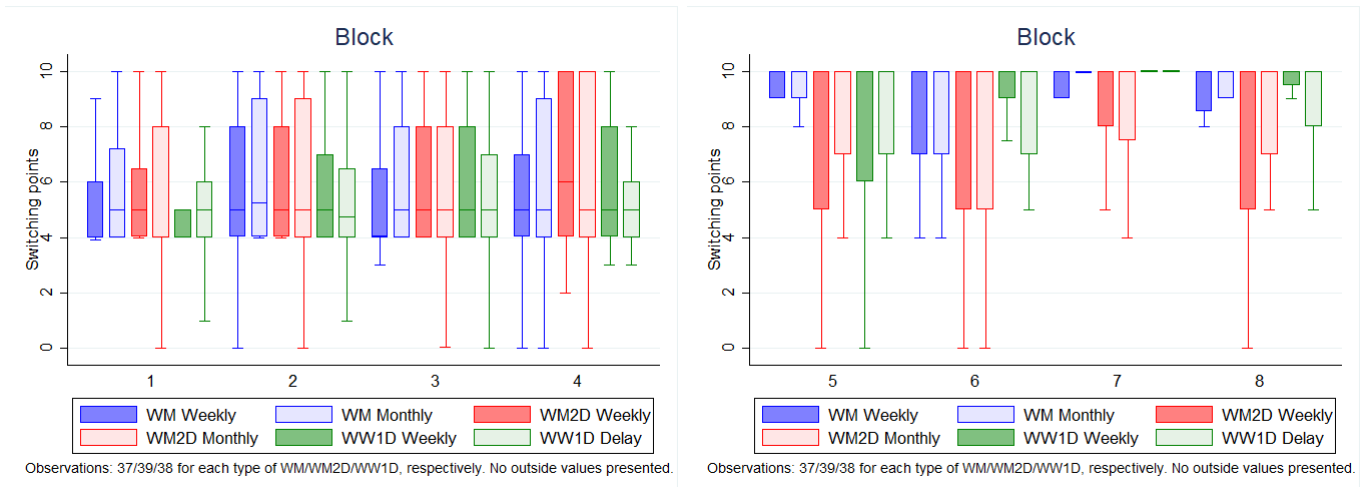 Block
Switching points
10
8
6
4
2
0
1 2 3 4
WM Weekly WM Monthly WM2D Weekly
WM2D Monthly WW1D Weekly WW1D Delay
Observations: 37/39/38 for each type of WM/WM2D/WW1D, respectively. No outside values presented.
Block
Switching points
10
8
6
4
2
0
5 6 7 8
WM Weekly WM Monthly WM2D Weekly
WM2D Monthly WW1D Weekly WW1D Delay
Observations: 37/39/38 for each type of WM/WM2D/WW1D, respectively. No outside values presented.